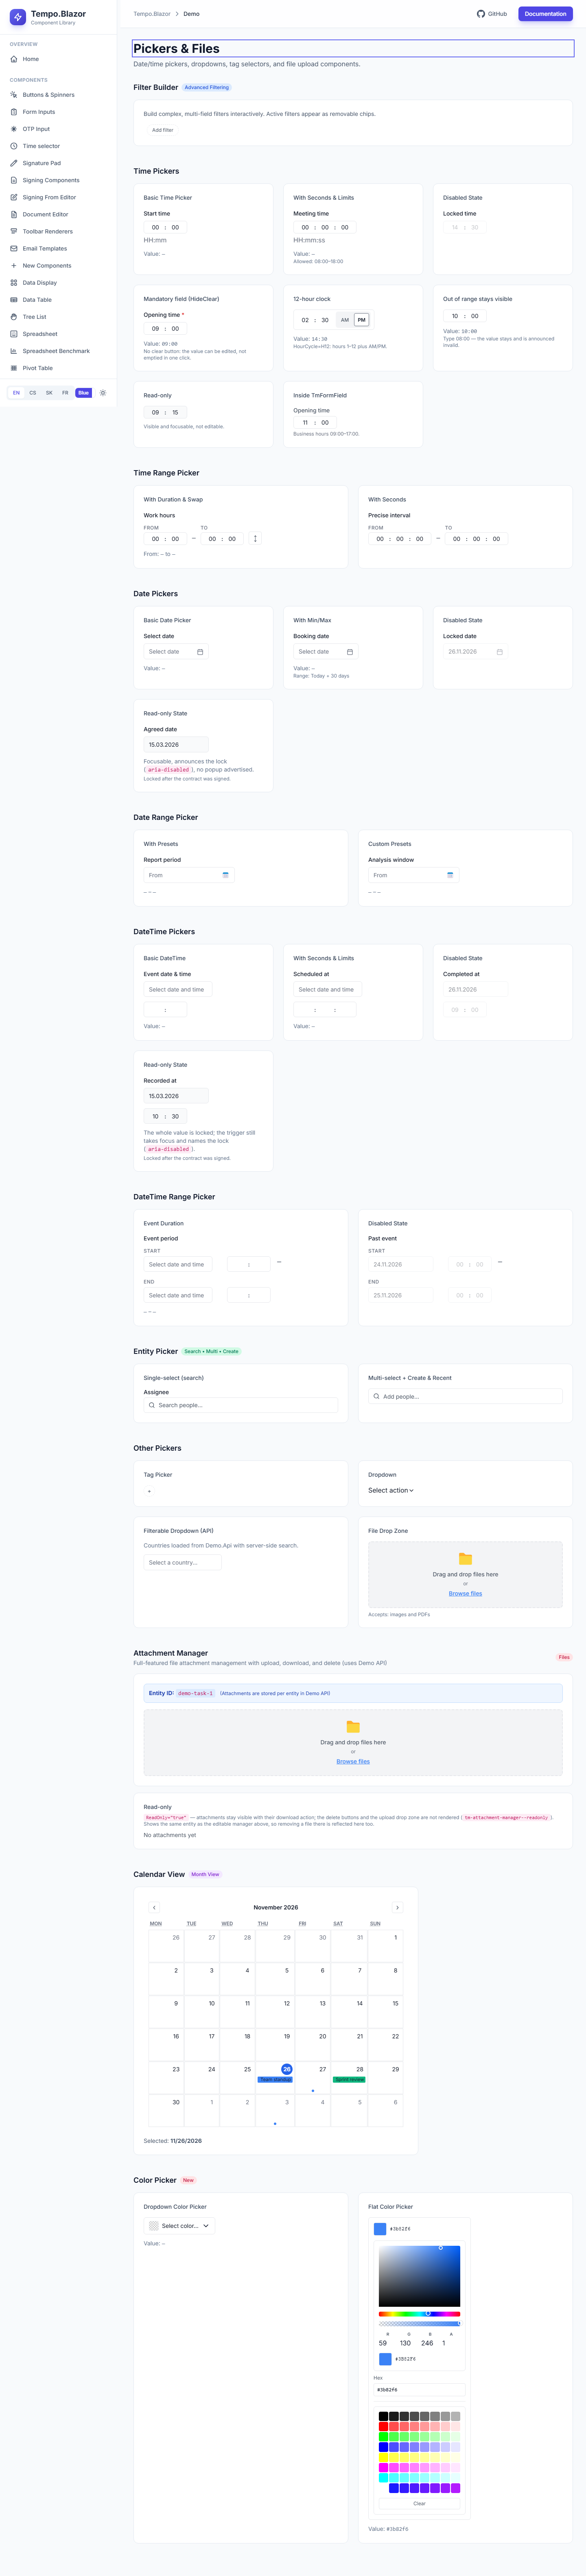 Tempo.Blazor
Component Library
OVERVIEW
Home
COMPONENTS
Buttons & Spinners
Form Inputs
OTP Input
Time selector
Signature Pad
Signing Components
Signing From Editor
Document Editor
Toolbar Renderers
Email Templates
New Components
Data Display
Data Table
Tree List
Spreadsheet
Spreadsheet Benchmark
Pivot Table
EN CS SK FR Blue
Tempo.Blazor > Demo
GitHub
Documentation
Pickers & Files
Date/time pickers, dropdowns, tag selectors, and file upload components.
Filter Builder Advanced Filtering
Build complex, multi-field filters interactively. Active filters appear as removable chips.
Add filter
Time Pickers
Basic Time Picker
Start time
00 : 00
HH:mm
Value: –
With Seconds & Limits
Meeting time
00 : 00 : 00
HH:mm:ss
Value: –
Allowed: 08:00–18:00
Disabled State
Locked time
14 : 30
Mandatory field (HideClear)
Opening time *
09 : 00
Value: 09:00
No clear button: the value can be edited, not
emptied in one click.
12-hour clock
02 : 30 AM PM
Value: 14:30
HourCycle=H12; hours 1–12 plus AM/PM.
Out of range stays visible
10 : 00
Value: 10:00
Type 08:00 — the value stays and is announced
invalid.
Read-only
09 : 15
Visible and focusable, not editable.
Inside TmFormField
Opening time
11 : 00
Business hours 09:00–17:00.
Time Range Picker
With Duration & Swap
Work hours
FROM TO
00 : 00 – 00 : 00
From: – to –
With Seconds
Precise interval
FROM TO
00 : 00 : 00 – 00 : 00 : 00
Date Pickers
Basic Date Picker
Select date
Select date
Value: –
With Min/Max
Booking date
Select date
Value: –
Range: Today + 30 days
Disabled State
Locked date
26.11.2026
Read-only State
Agreed date
15.03.2026
Focusable, announces the lock
( aria-disabled ), no popup advertised.
Locked after the contract was signed.
Date Range Picker
With Presets
Report period
From
– – –
Custom Presets
Analysis window
From
– – –
DateTime Pickers
Basic DateTime
Event date & time
Select date and time
:
Value: –
With Seconds & Limits
Scheduled at
Select date and time
: :
Value: –
Disabled State
Completed at
26.11.2026
09 : 00
Read-only State
Recorded at
15.03.2026
10 : 30
The whole value is locked; the trigger still
takes focus and names the lock
( aria-disabled ).
Locked after the contract was signed.
DateTime Range Picker
Event Duration
Event period
START
Select date and time : –
END
Select date and time :
– – –
Disabled State
Past event
START
24.11.2026 00 : 00 –
END
25.11.2026 00 : 00
Entity Picker Search + Multi + Create
Single-select (search)
Assignee
Search people...
Multi-select + Create & Recent
Add people...
Other Pickers
Tag Picker
+
Dropdown
Select action
Filterable Dropdown (API)
Countries loaded from Demo.Api with server-side search.
Select a country...
File Drop Zone
Drag and drop files here
or
Browse files
Accepts: images and PDFs
Attachment Manager
Full-featured file attachment management with upload, download, and delete (uses Demo API)
Files
Entity ID: demo-task-1 (Attachments are stored per entity in Demo API)
Drag and drop files here
or
Browse files
Read-only
ReadOnly="true" — attachments stay visible with their download action; the delete buttons and the upload drop zone are not rendered ( tm-attachment-manager--readonly ).
Shows the same entity as the editable manager above, so removing a file there is reflected here too.
No attachments yet
Calendar View Month View
November 2026
MON TUE WED THU FRI SAT SUN
26 27 28 29 30 31 1
2 3 4 5 6 7 8
9 10 11 12 13 14 15
16 17 18 19 20 21 22
23 24 25 26 27 28 29
Team standup Sprint review
30 1 2 3 4 5 6
Selected: 11/26/2026
Color Picker New
Dropdown Color Picker
Select color...
Value: –
Flat Color Picker
#3b82f6
R G B A
59 130 246 1
#3B82F6
Hex
#3b82f6
Clear
Value: #3b82f6